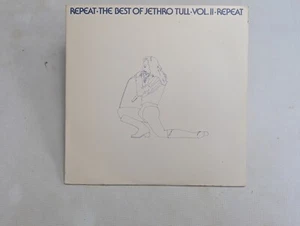 REPEAT·THE BEST OF JETHRO TULL·VOL.II·REPEAT